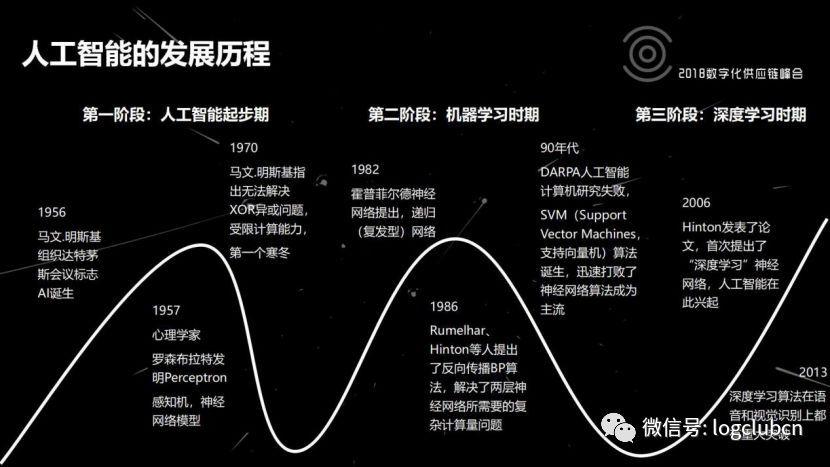 人工智能的发展历程
2018数字化供应链峰会
第一阶段：人工智能起步期
第二阶段：机器学习时期
第三阶段：深度学习时期
1956
马文.明斯基
组织达特茅
斯会议标志
AI诞生
1957
心理学家
罗森布拉特发
明Perceptron
感知机，神经
网络模型
1970
马文.明斯基指
出无法解决
XOR异或问题，
受限计算能力，
第一个寒冬
1982
霍普菲尔德神经
网络提出，递归
（复发型）网络
1986
Rumelhar、
Hinton等人提出
了反向传播BP算
法，解决了两层神
经网络所需要的复
杂计算量问题
90年代
DARPA人工智能
计算机研究失败，
SVM（Support
Vector Machines，
支持向量机）算法
诞生，迅速打败了
神经网络算法成为
主流
2006
Hinton发表了论
文，首次提出了
“深度学习”神经
网络，人工智能在
此兴起
2013
深度学习算法在语
音和视觉识别上都
重大突破
微信号: logclubcn